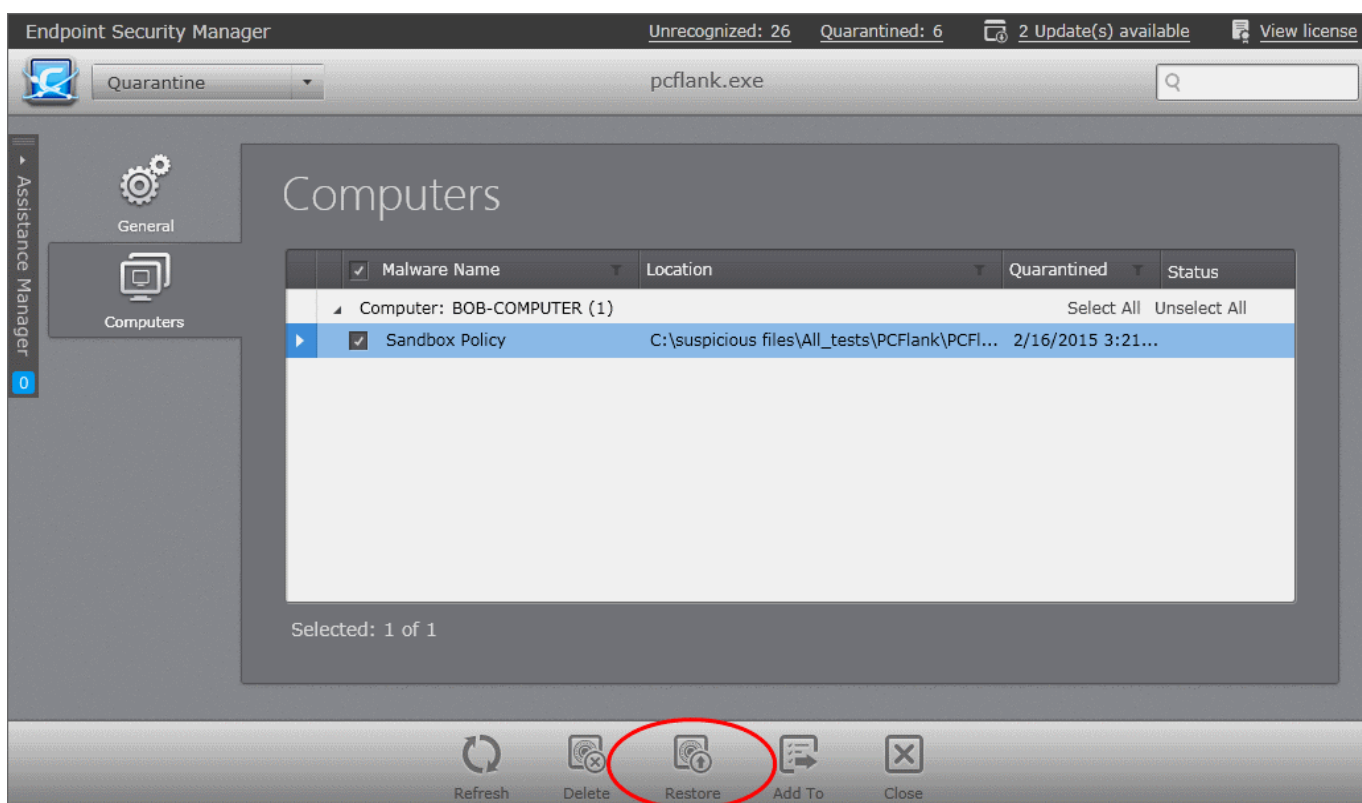 Endpoint Security Manager Unrecognized: 26 Quarantined: 6 2 Update(s) available View license
Quarantine pcflank.exe
Assistance Manager
0
General
Computers
Computers
Malware Name Location Quarantined Status
Computer: BOB-COMPUTER (1) Select All Unselect All
Sandbox Policy C:\suspicious files\All_tests\PCFlank\PCFl... 2/16/2015 3:21...
Selected: 1 of 1
Refresh Delete Restore Add To Close